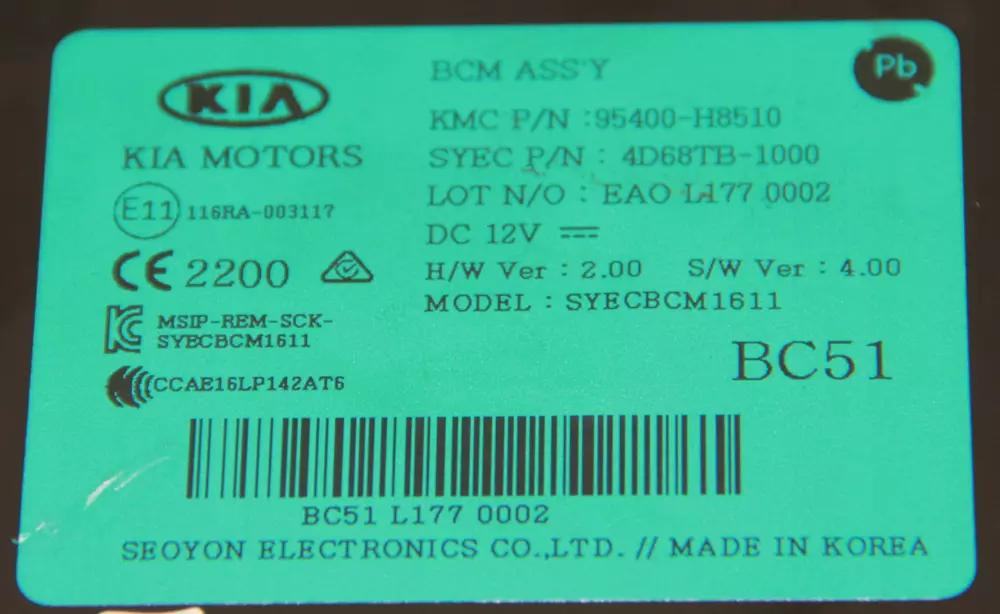 KIA
KIA MOTORS
E11 116RA-003117
CE 2200
MSIP-REM-SCK-
SYECBCM1611
CCAE16LP142AT6
BCM ASS'Y
KMC P/N :95400-H8510
SYEC P/N : 4D68TB-1000
LOT N/O : EAO L177 0002
DC 12V
H/W Ver : 2.00 S/W Ver : 4.00
MODEL : SYECBCM1611
BC51
Pb
BC51 L177 0002
SEOYON ELECTRONICS CO.,LTD. // MADE IN KOREA